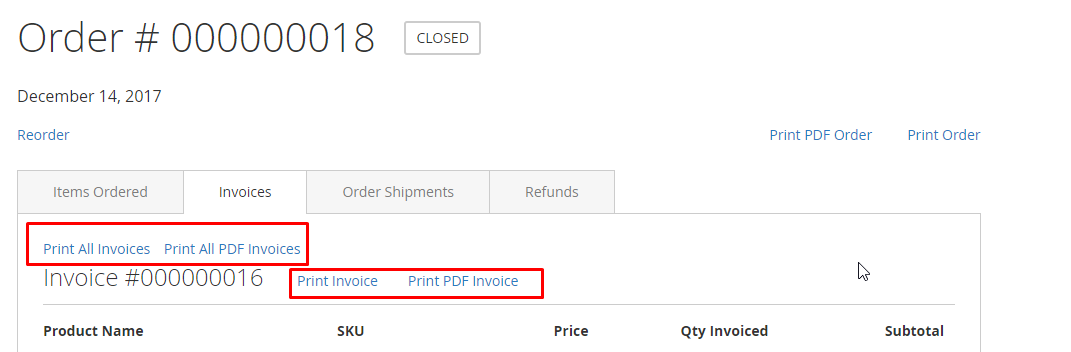 Order # 000000018 CLOSED
December 14, 2017
Reorder Print PDF Order Print Order
Items Ordered Invoices Order Shipments Refunds
Print All Invoices Print All PDF Invoices
Invoice #000000016 Print Invoice Print PDF Invoice
Product Name SKU Price Qty Invoiced Subtotal